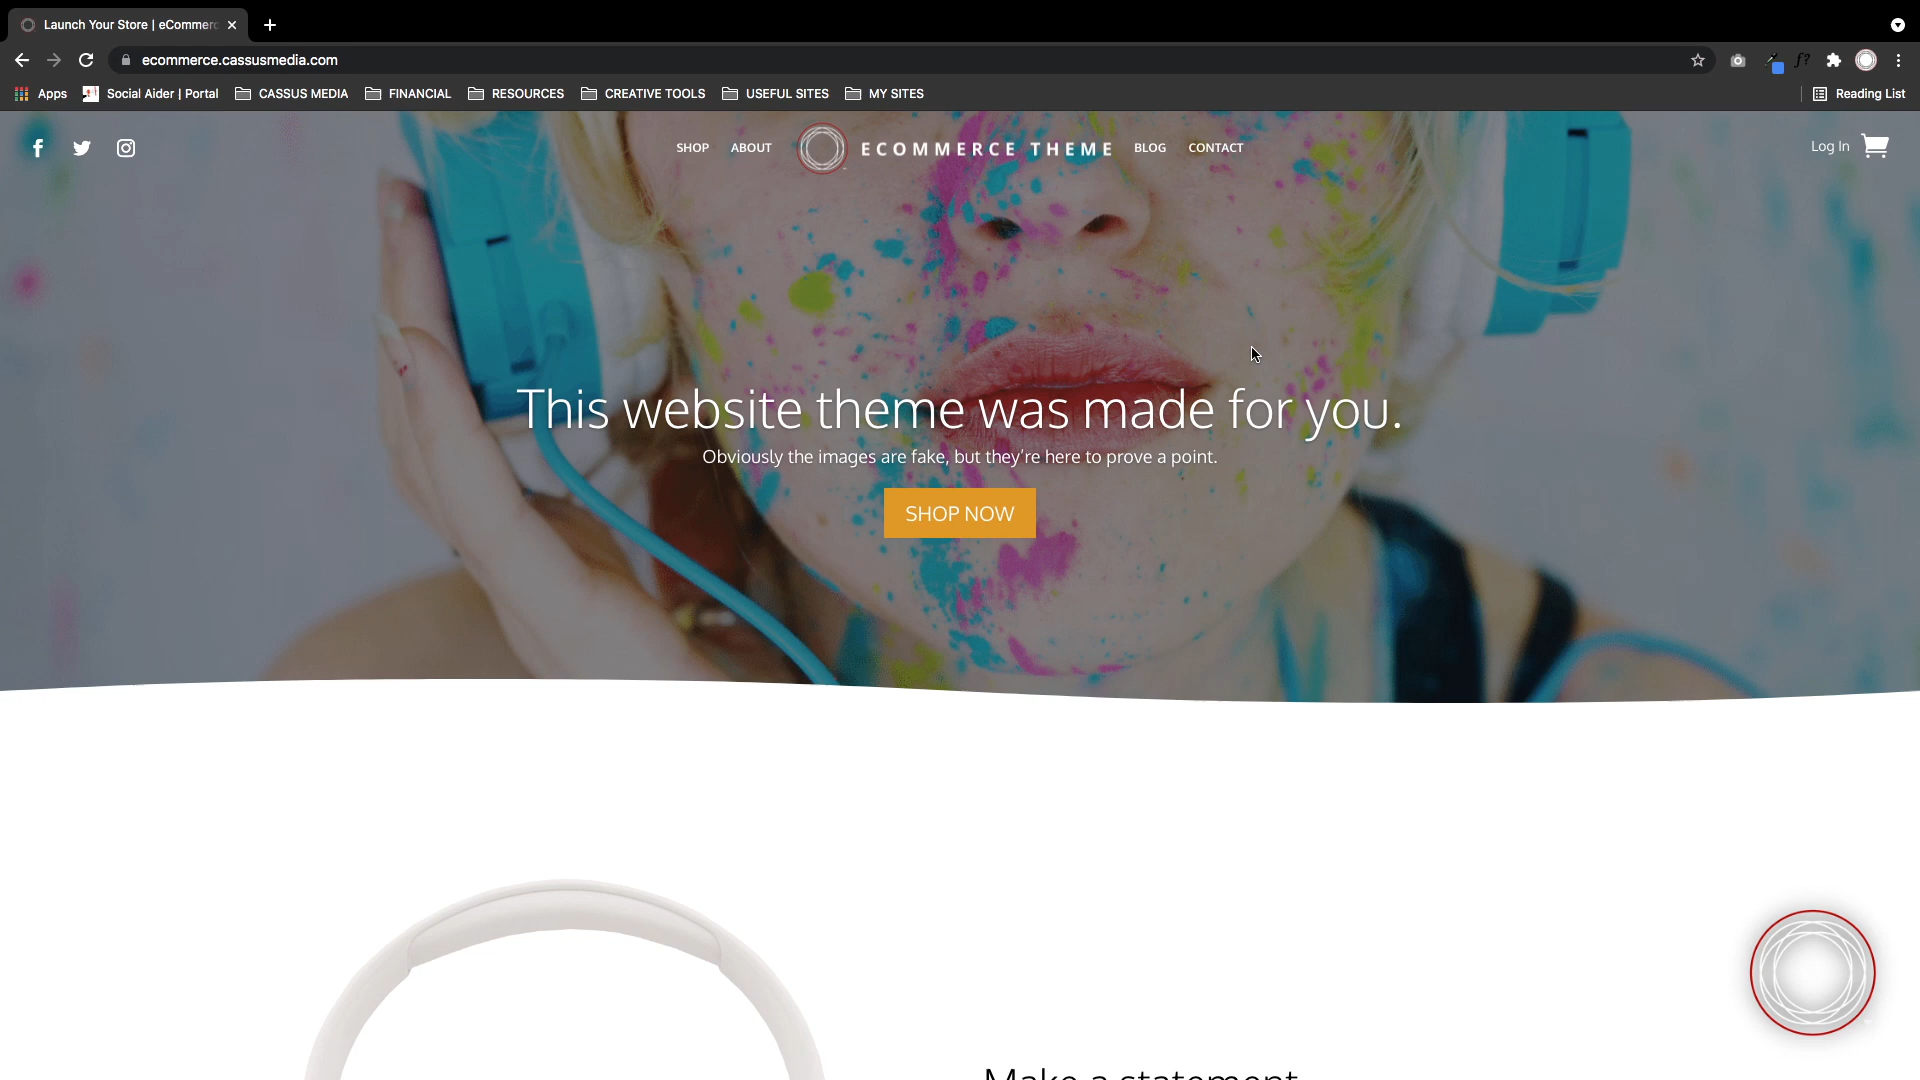 Launch Your Store | eCommerc
ecommerce.cassusmedia.com
f?
Apps
Social Aider | Portal
CASSUS MEDIA
FINANCIAL
RESOURCES
CREATIVE TOOLS
USEFUL SITES
MY SITES
Reading List
SHOP
ABOUT
ECOMMERCE THEME
BLOG
CONTACT
Log In
This website theme was made for you.
Obviously the images are fake, but they're here to prove a point.
SHOP NOW
Make a statement